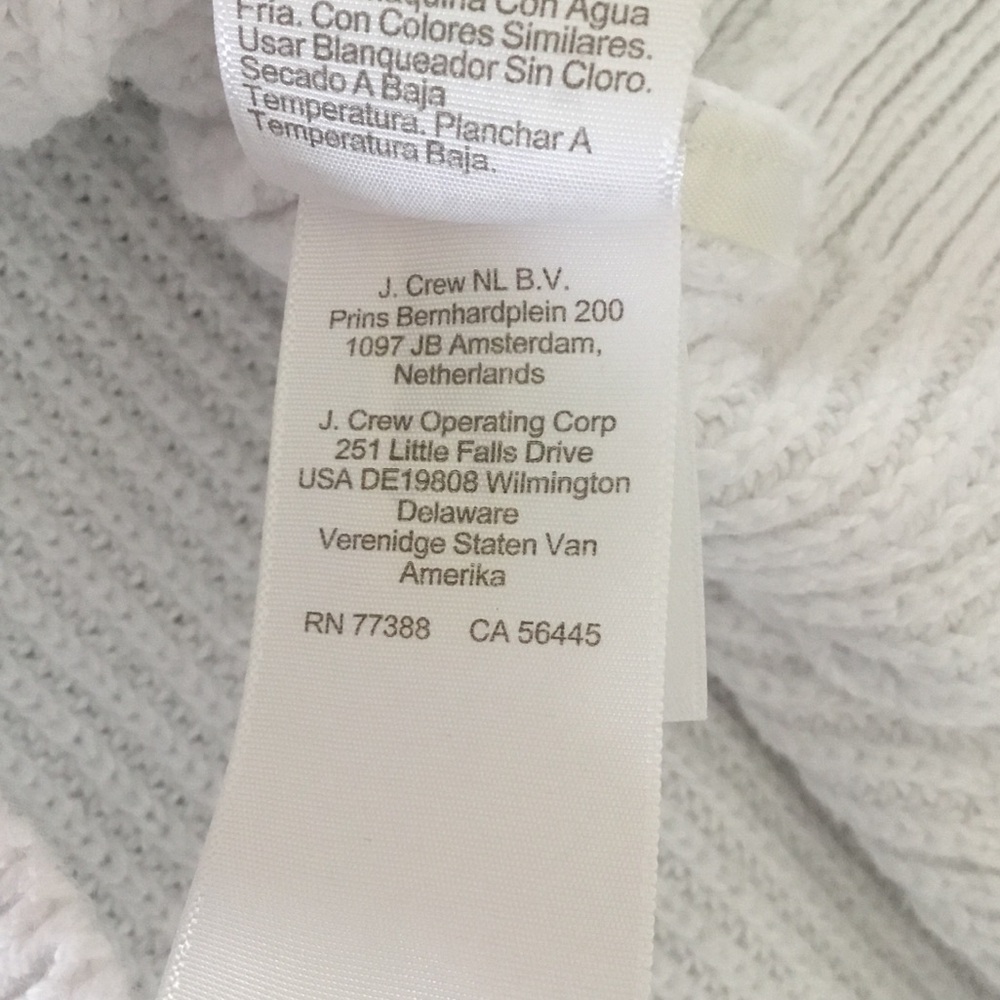 Con Agua
Fria. Con Colores Similares.
Usar Blanqueador Sin Cloro.
Secado A Baja
Temperatura. Planchar A
Temperatura Baja.
J. Crew NL B.V.
Prins Bernhardplein 200
1097 JB Amsterdam,
Netherlands
J. Crew Operating Corp
251 Little Falls Drive
USA DE19808 Wilmington
Delaware
Verenidge Staten Van
Amerika
RN 77388 CA 56445